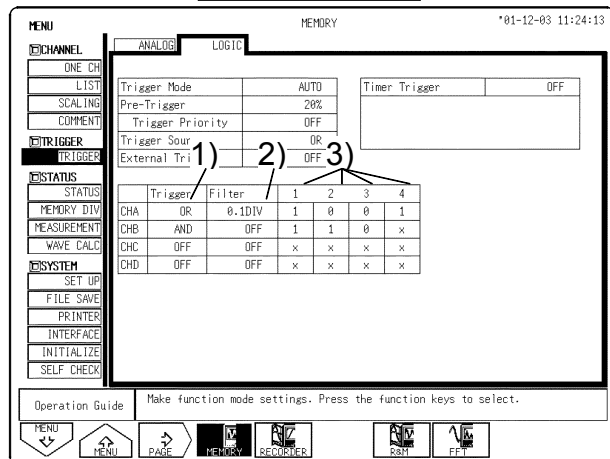 MENU
MEMORY
'01-12-03 11:24:13
CHANNEL
ONE CH
LIST
SCALING
COMMENT
TRIGGER
TRIGGER
STATUS
STATUS
MEMORY DIV
MEASUREMENT
WAVE CALC
SYSTEM
SET UP
FILE SAVE
PRINTER
INTERFACE
INITIALIZE
SELF CHECK
ANALOG LOGIC
Trigger Mode AUTO
Pre-Trigger 20%
Trigger Priority OFF
Trigger Sour OR
External Tri OFF
Timer Trigger OFF
1) 2) 3)
Trigger Filter 1 2 3 4
CHA OR 0.1DIV 1 0 0 1
CHB AND OFF 1 1 0 ×
CHC OFF OFF × × × ×
CHD OFF OFF × × × ×
Operation Guide
Make function mode settings. Press the function keys to select.
MENU
MENU
PAGE
MEMORY
RECORDER
R&M
FFT